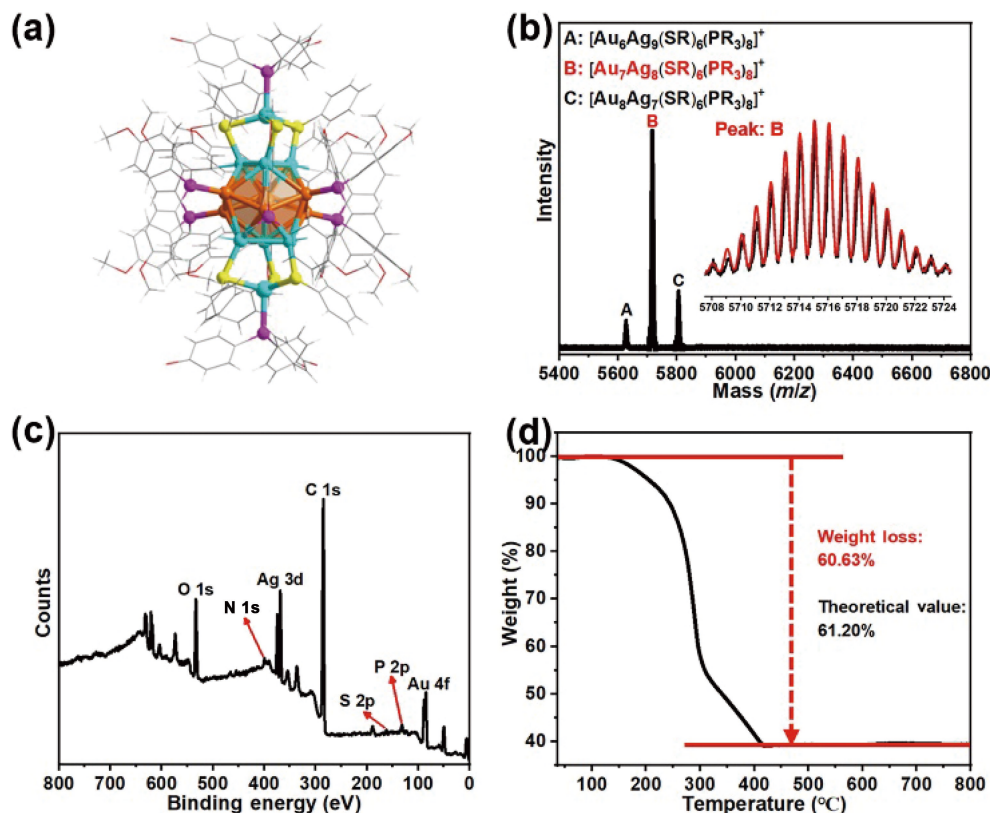 (a)
(b)
A: [Au6Ag9(SR)6(PR3)8]+
B: [Au7Ag8(SR)6(PR3)8]+
C: [Au8Ag7(SR)6(PR3)8]+
B
Peak: B
A
C
5708 5710 5712 5714 5716 5718 5720 5722 5724
Intensity
5400 5600 5800 6000 6200 6400 6600 6800
Mass (m/z)
(c)
C 1s
O 1s
Ag 3d
N 1s
P 2p
S 2p
Au 4f
Counts
800 700 600 500 400 300 200 100 0
Binding energy (eV)
(d)
100
90
80
70
60
50
40
Weight loss:
60.63%
Theoretical value:
61.20%
Weight (%)
100 200 300 400 500 600 700 800
Temperature (℃)